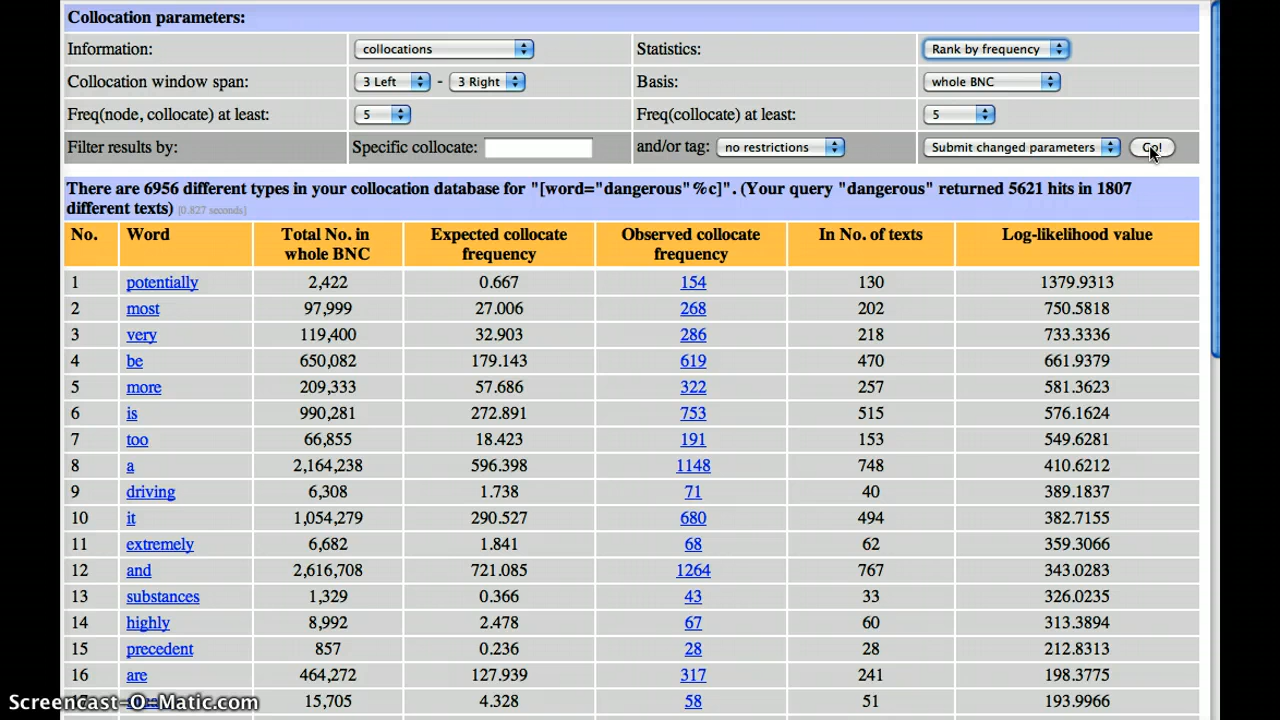 Collocation parameters:
Information: collocations Statistics: Rank by frequency
Collocation window span: 3 Left - 3 Right Basis: whole BNC
Freq(node, collocate) at least: 5 Freq(collocate) at least: 5
Filter results by: Specific collocate: and/or tag: no restrictions Submit changed parameters Go!
There are 6956 different types in your collocation database for "[word="dangerous"%c]". (Your query "dangerous" returned 5621 hits in 1807
different texts) [0.827 seconds]
No. Word Total No. in whole BNC Expected collocate frequency Observed collocate frequency In No. of texts Log-likelihood value
1 potentially 2,422 0.667 154 130 1379.9313
2 most 97,999 27.006 268 202 750.5818
3 very 119,400 32.903 286 218 733.3336
4 be 650,082 179.143 619 470 661.9379
5 more 209,333 57.686 322 257 581.3623
6 is 990,281 272.891 753 515 576.1624
7 too 66,855 18.423 191 153 549.6281
8 a 2,164,238 596.398 1148 748 410.6212
9 driving 6,308 1.738 71 40 389.1837
10 it 1,054,279 290.527 680 494 382.7155
11 extremely 6,682 1.841 68 62 359.3066
12 and 2,616,708 721.085 1264 767 343.0283
13 substances 1,329 0.366 43 33 326.0235
14 highly 8,992 2.478 67 60 313.3894
15 precedent 857 0.236 28 28 212.8313
16 are 464,272 127.939 317 241 198.3775
15,705 4.328 58 51 193.9966
Screencast-O-Matic.com